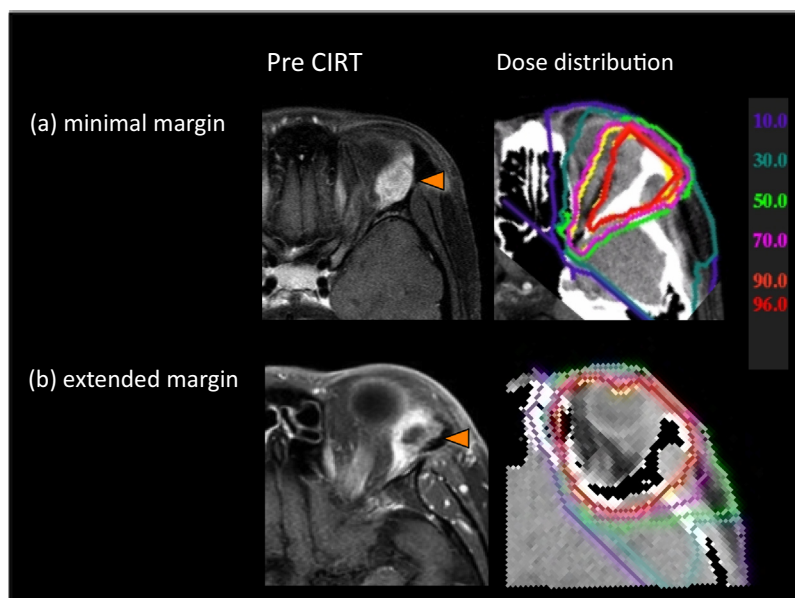 Pre CIRT
Dose distribution
(a) minimal margin
10.0
30.0
50.0
70.0
90.0
96.0
(b) extended margin